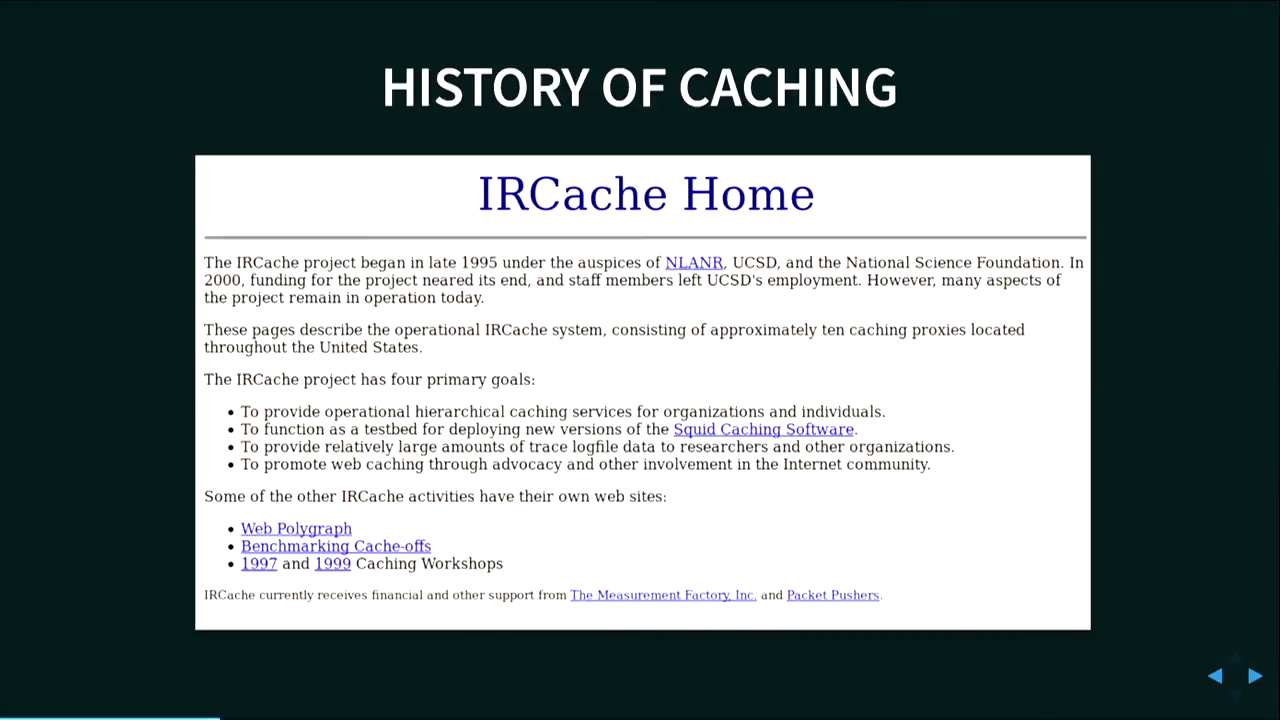 HISTORY OF CACHING
IRCache Home
The IRCache project began in late 1995 under the auspices of NLANR, UCSD, and the National Science Foundation. In
2000, funding for the project neared its end, and staff members left UCSD's employment. However, many aspects of
the project remain in operation today.
These pages describe the operational IRCache system, consisting of approximately ten caching proxies located
throughout the United States.
The IRCache project has four primary goals:
• To provide operational hierarchical caching services for organizations and individuals.
• To function as a testbed for deploying new versions of the Squid Caching Software.
• To provide relatively large amounts of trace logfile data to researchers and other organizations.
• To promote web caching through advocacy and other involvement in the Internet community.
Some of the other IRCache activities have their own web sites:
• Web Polygraph
• Benchmarking Cache-offs
• 1997 and 1999 Caching Workshops
IRCache currently receives financial and other support from The Measurement Factory, Inc. and Packet Pushers.